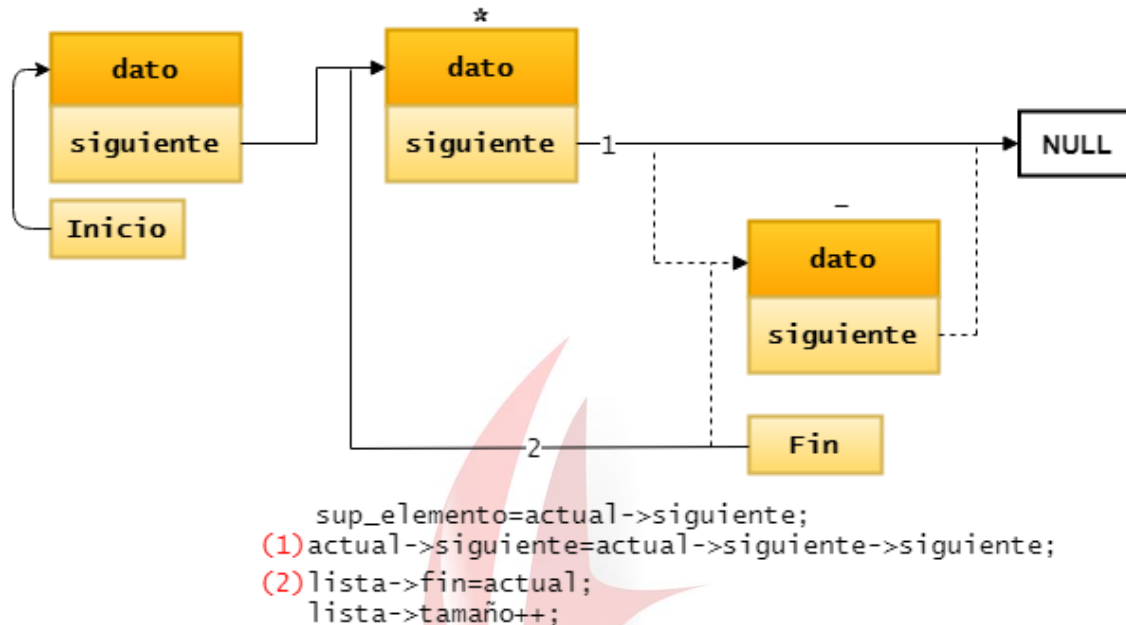 *
dato
siguiente
Inicio
dato
siguiente
1
NULL
-
dato
siguiente
Fin
2
sup_elemento=actual->siguiente;
(1)actual->siguiente=actual->siguiente->siguiente;
(2)lista->fin=actual;
lista->tamaño++;